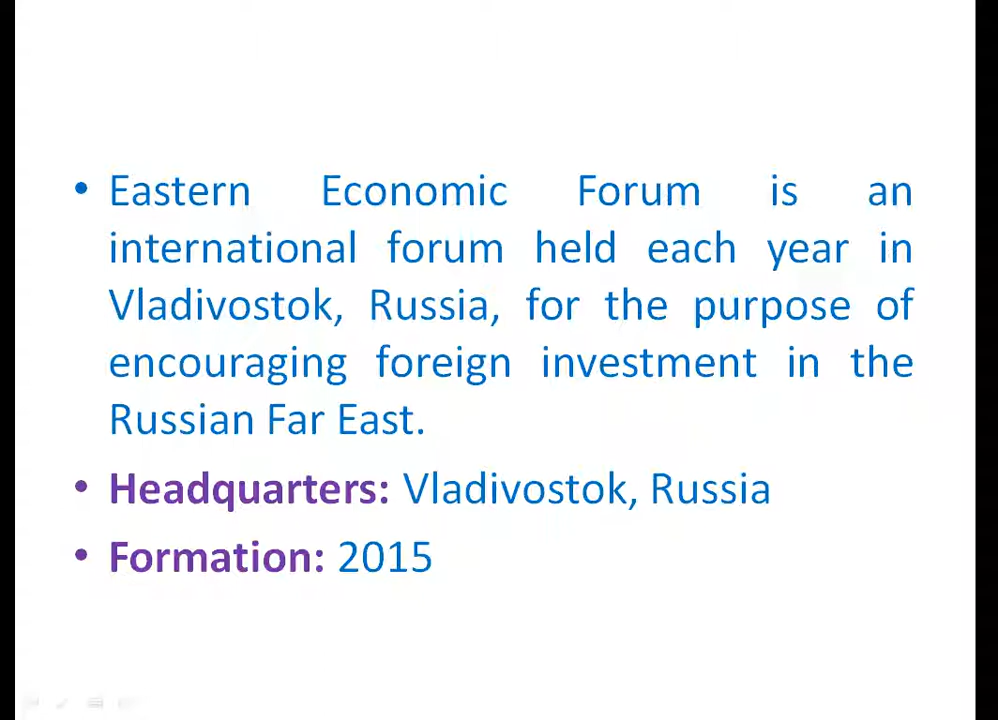 • Eastern Economic Forum is an
international forum held each year in
Vladivostok, Russia, for the purpose of
encouraging foreign investment in the
Russian Far East.
• Headquarters: Vladivostok, Russia
• Formation: 2015